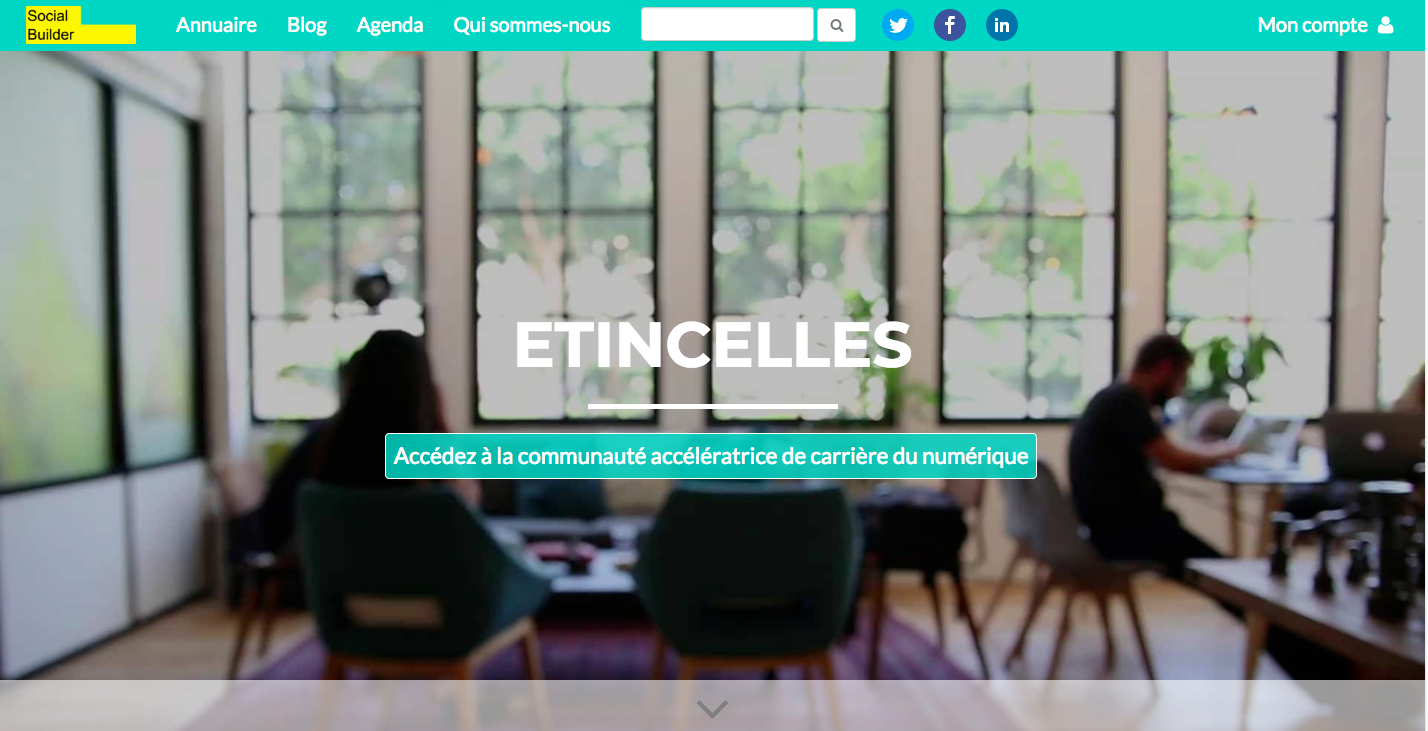 Social
Builder
Annuaire Blog Agenda Qui sommes-nous Mon compte
ETINCELLES
Accédez à la communauté accélératrice de carrière du numérique